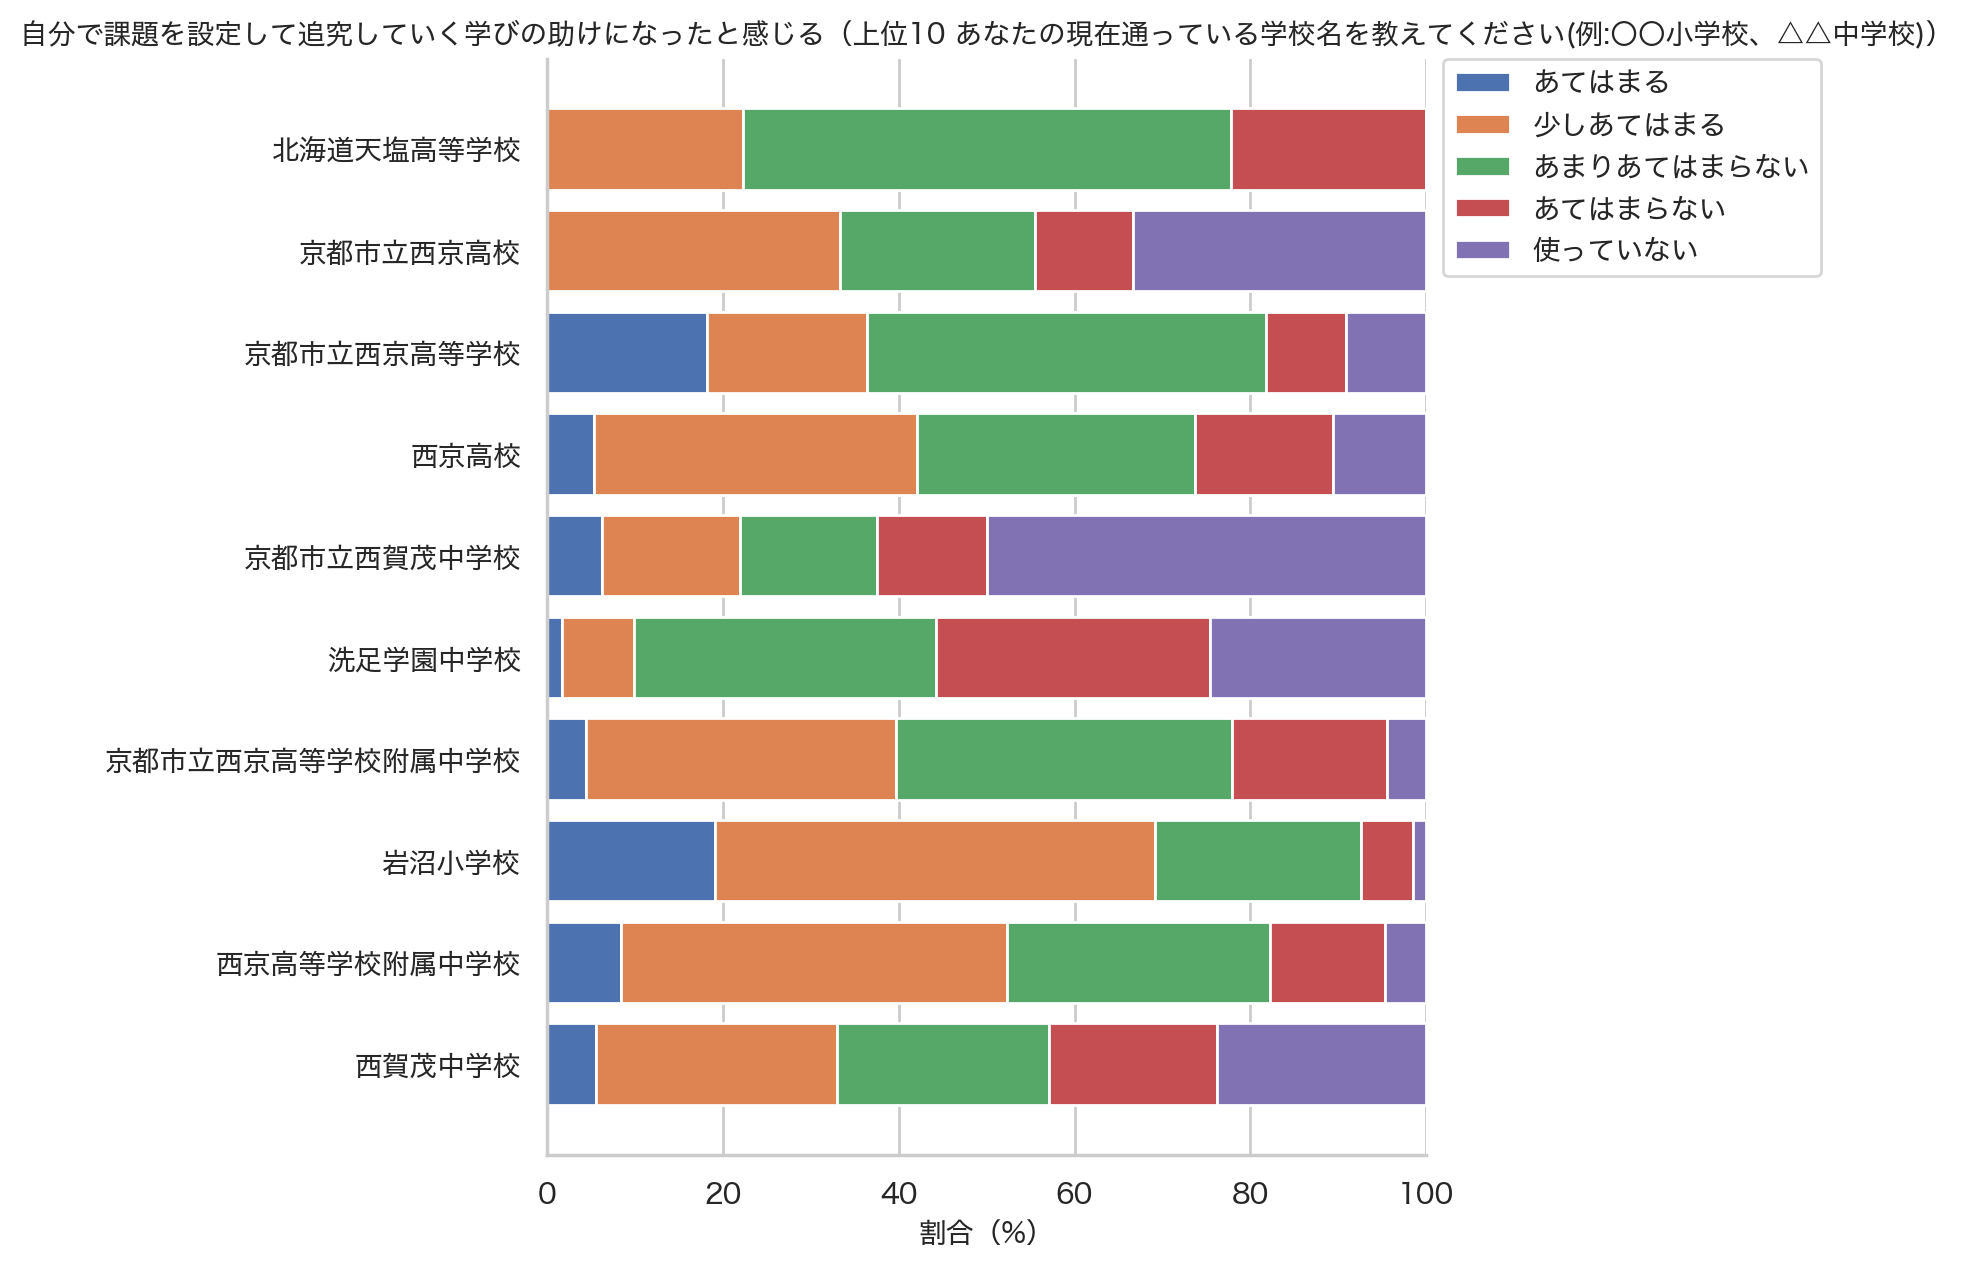 自分で課題を設定して追究していく学びの助けになったと感じる（上位10 あなたの現在通っている学校名を教えてください(例:〇〇小学校、△△中学校)）
あてはまる
少しあてはまる
あまりあてはまらない
あてはまらない
使っていない
北海道天塩高等学校
京都市立西京高校
京都市立西京高等学校
西京高校
京都市立西賀茂中学校
洗足学園中学校
京都市立西京高等学校附属中学校
岩沼小学校
西京高等学校附属中学校
西賀茂中学校
0 20 40 60 80 100
割合（%）